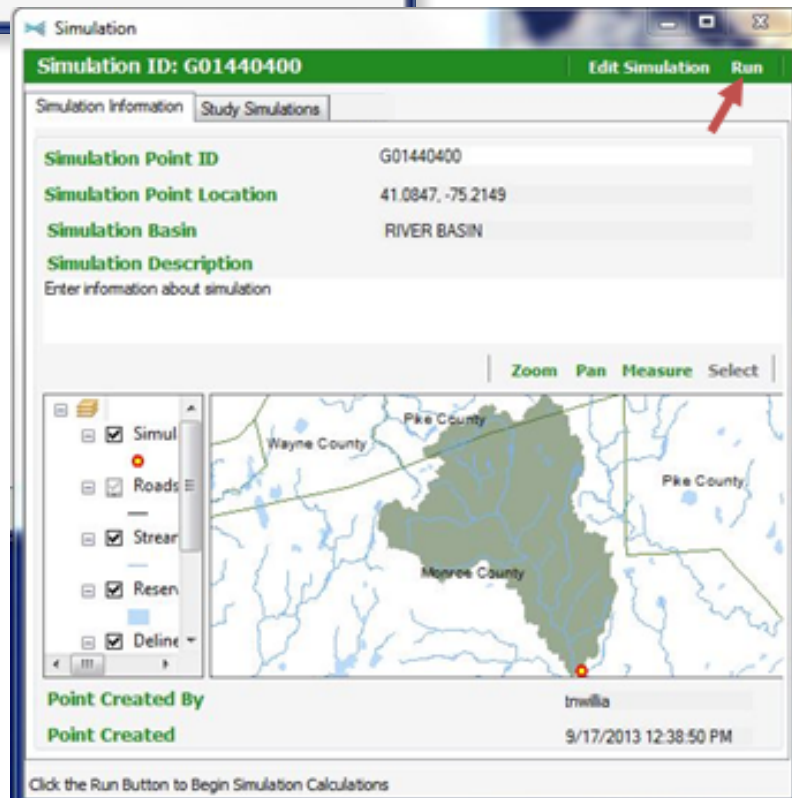 Simulation
Simulation ID: G01440400 Edit Simulation Run
Simulation Information Study Simulations
Simulation Point ID G01440400
Simulation Point Location 41.0847, -75.2149
Simulation Basin RIVER BASIN
Simulation Description
Enter information about simulation
Zoom Pan Measure Select
Simul
Roads
Strear
Reserv
Deline
Pike County
Wayne County
Pike County
Monroe County
Point Created By tnwillia
Point Created 9/17/2013 12:38:50 PM
Click the Run Button to Begin Simulation Calculations